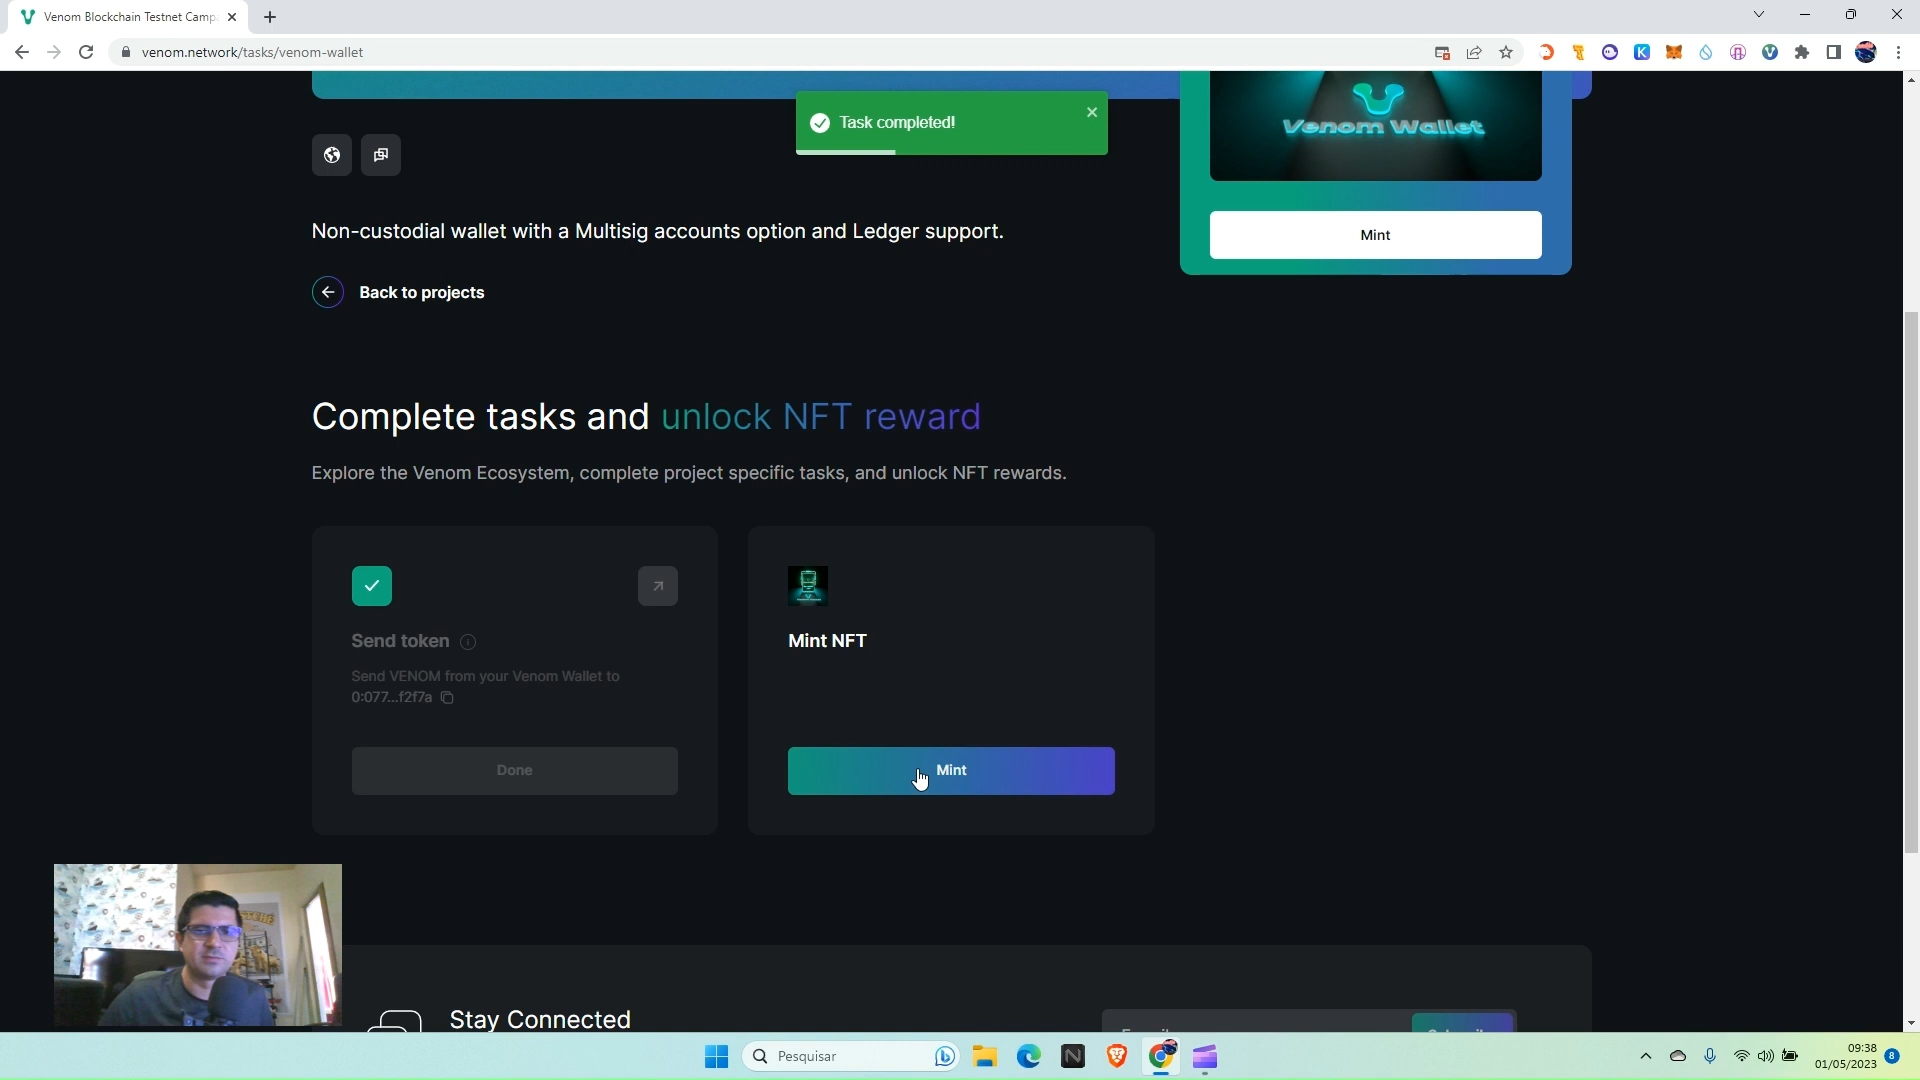 Venom Blockchain Testnet Camp
venom.network/tasks/venom-wallet
Task completed!
Venom Wallet
Mint
Non-custodial wallet with a Multisig accounts option and Ledger support.
Back to projects
Complete tasks and unlock NFT reward
Explore the Venom Ecosystem, complete project specific tasks, and unlock NFT rewards.
Send token
Send VENOM from your Venom Wallet to
0:077...f2f7a
Done
Mint NFT
Mint
Stay Connected
Pesquisar
09:38
01/05/2023
8